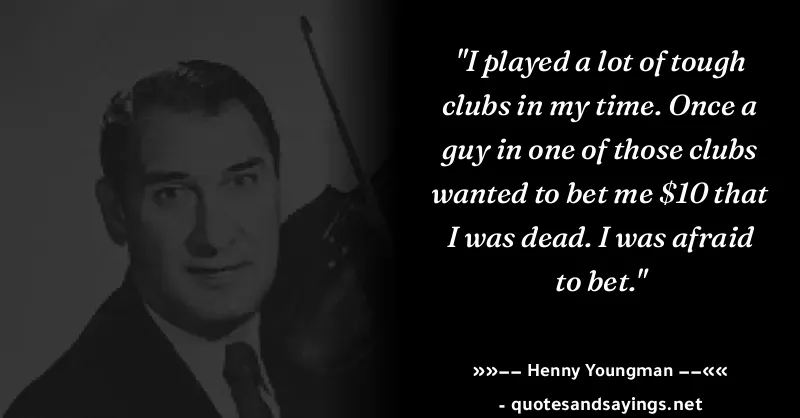 "I played a lot of tough
clubs in my time. Once a
guy in one of those clubs
wanted to bet me $10 that
I was dead. I was afraid
to bet."
»»–– Henny Youngman ––««
- quotesandsayings.net